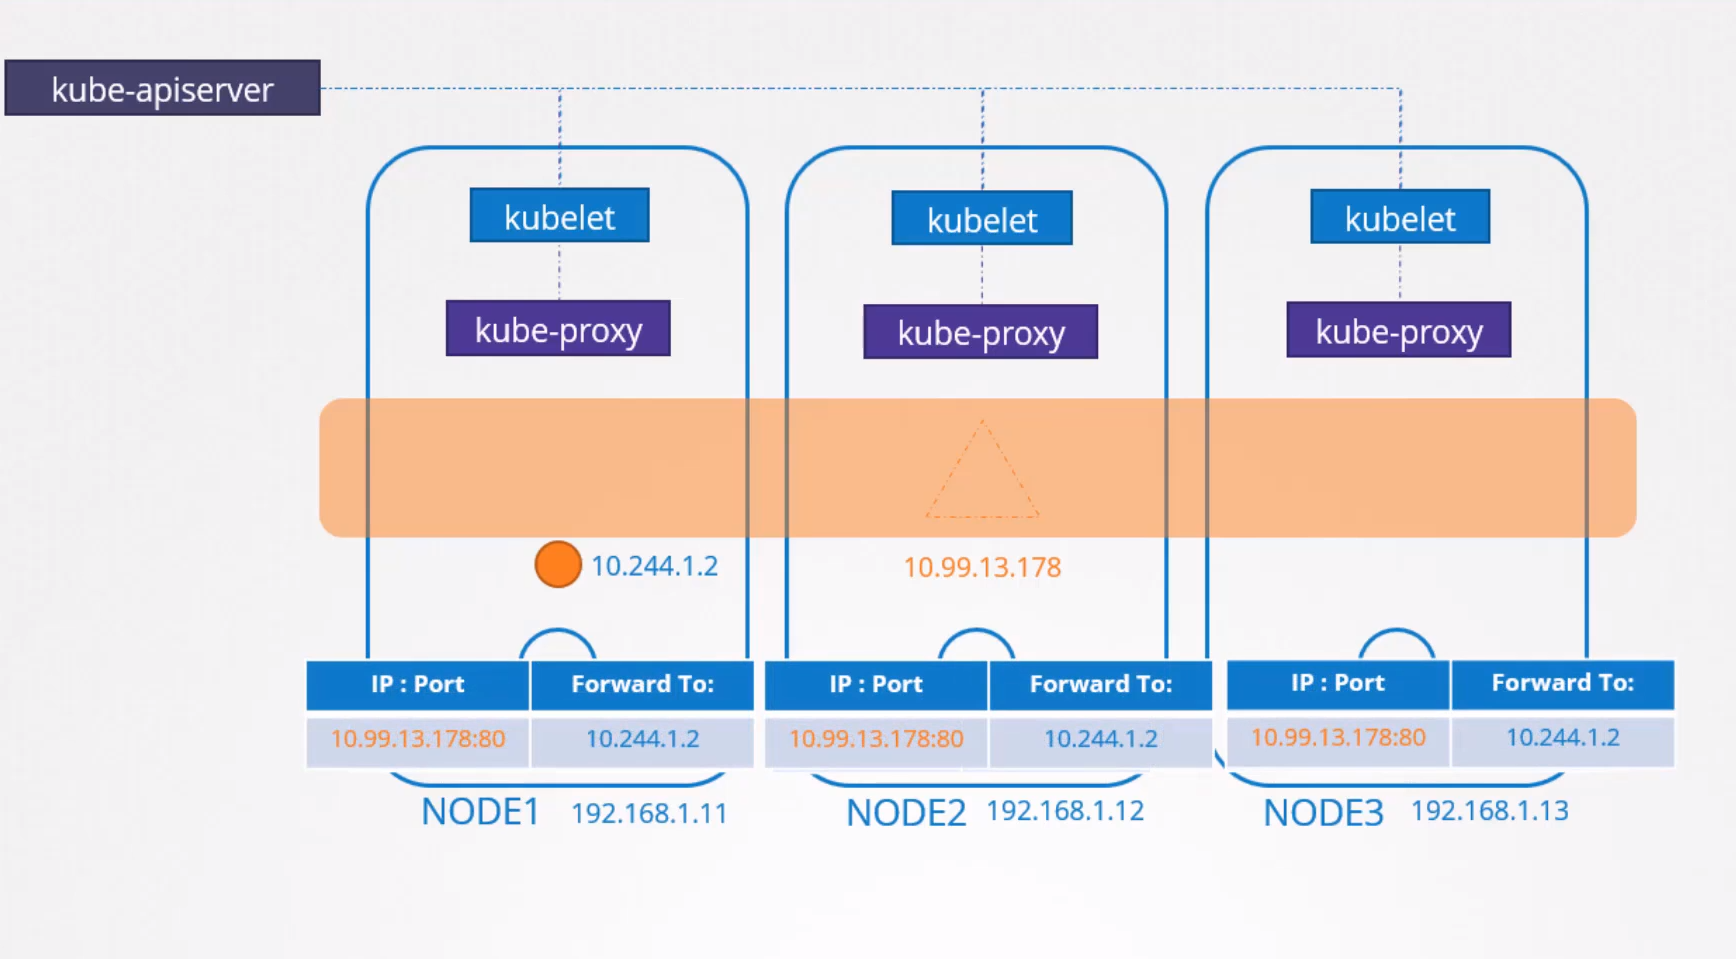 kube-apiserver
kubelet
kubelet
kubelet
kube-proxy
kube-proxy
kube-proxy
10.244.1.2
10.99.13.178
IP : Port Forward To:
10.99.13.178:80 10.244.1.2
IP : Port Forward To:
10.99.13.178:80 10.244.1.2
IP : Port Forward To:
10.99.13.178:80 10.244.1.2
NODE1 192.168.1.11
NODE2 192.168.1.12
NODE3 192.168.1.13